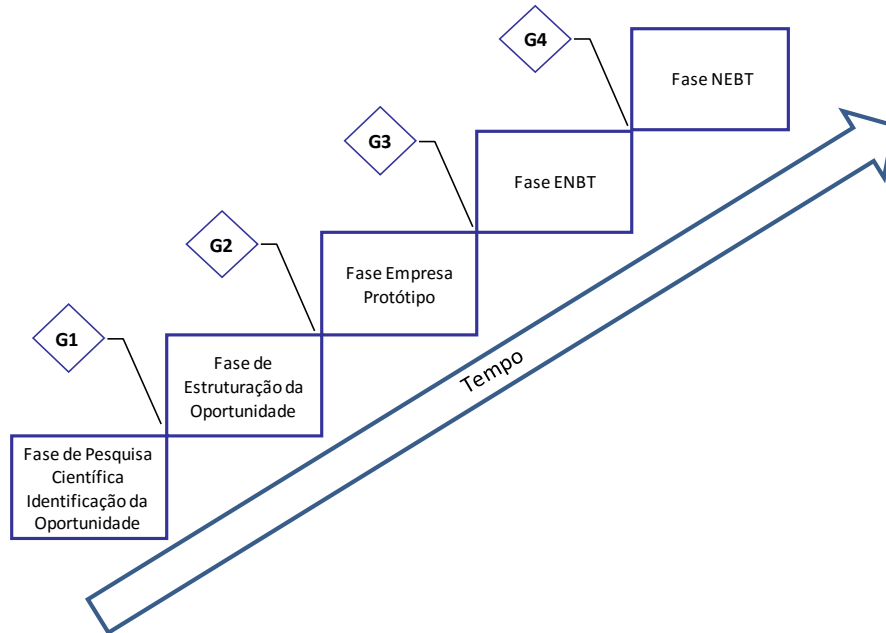 G4
Fase NEBT
G3
Fase ENBT
G2
Fase Empresa
Protótipo
G1
Fase de
Estruturação da
Oportunidade
Tempo
Fase de Pesquisa
Científica
Identificação da
Oportunidade